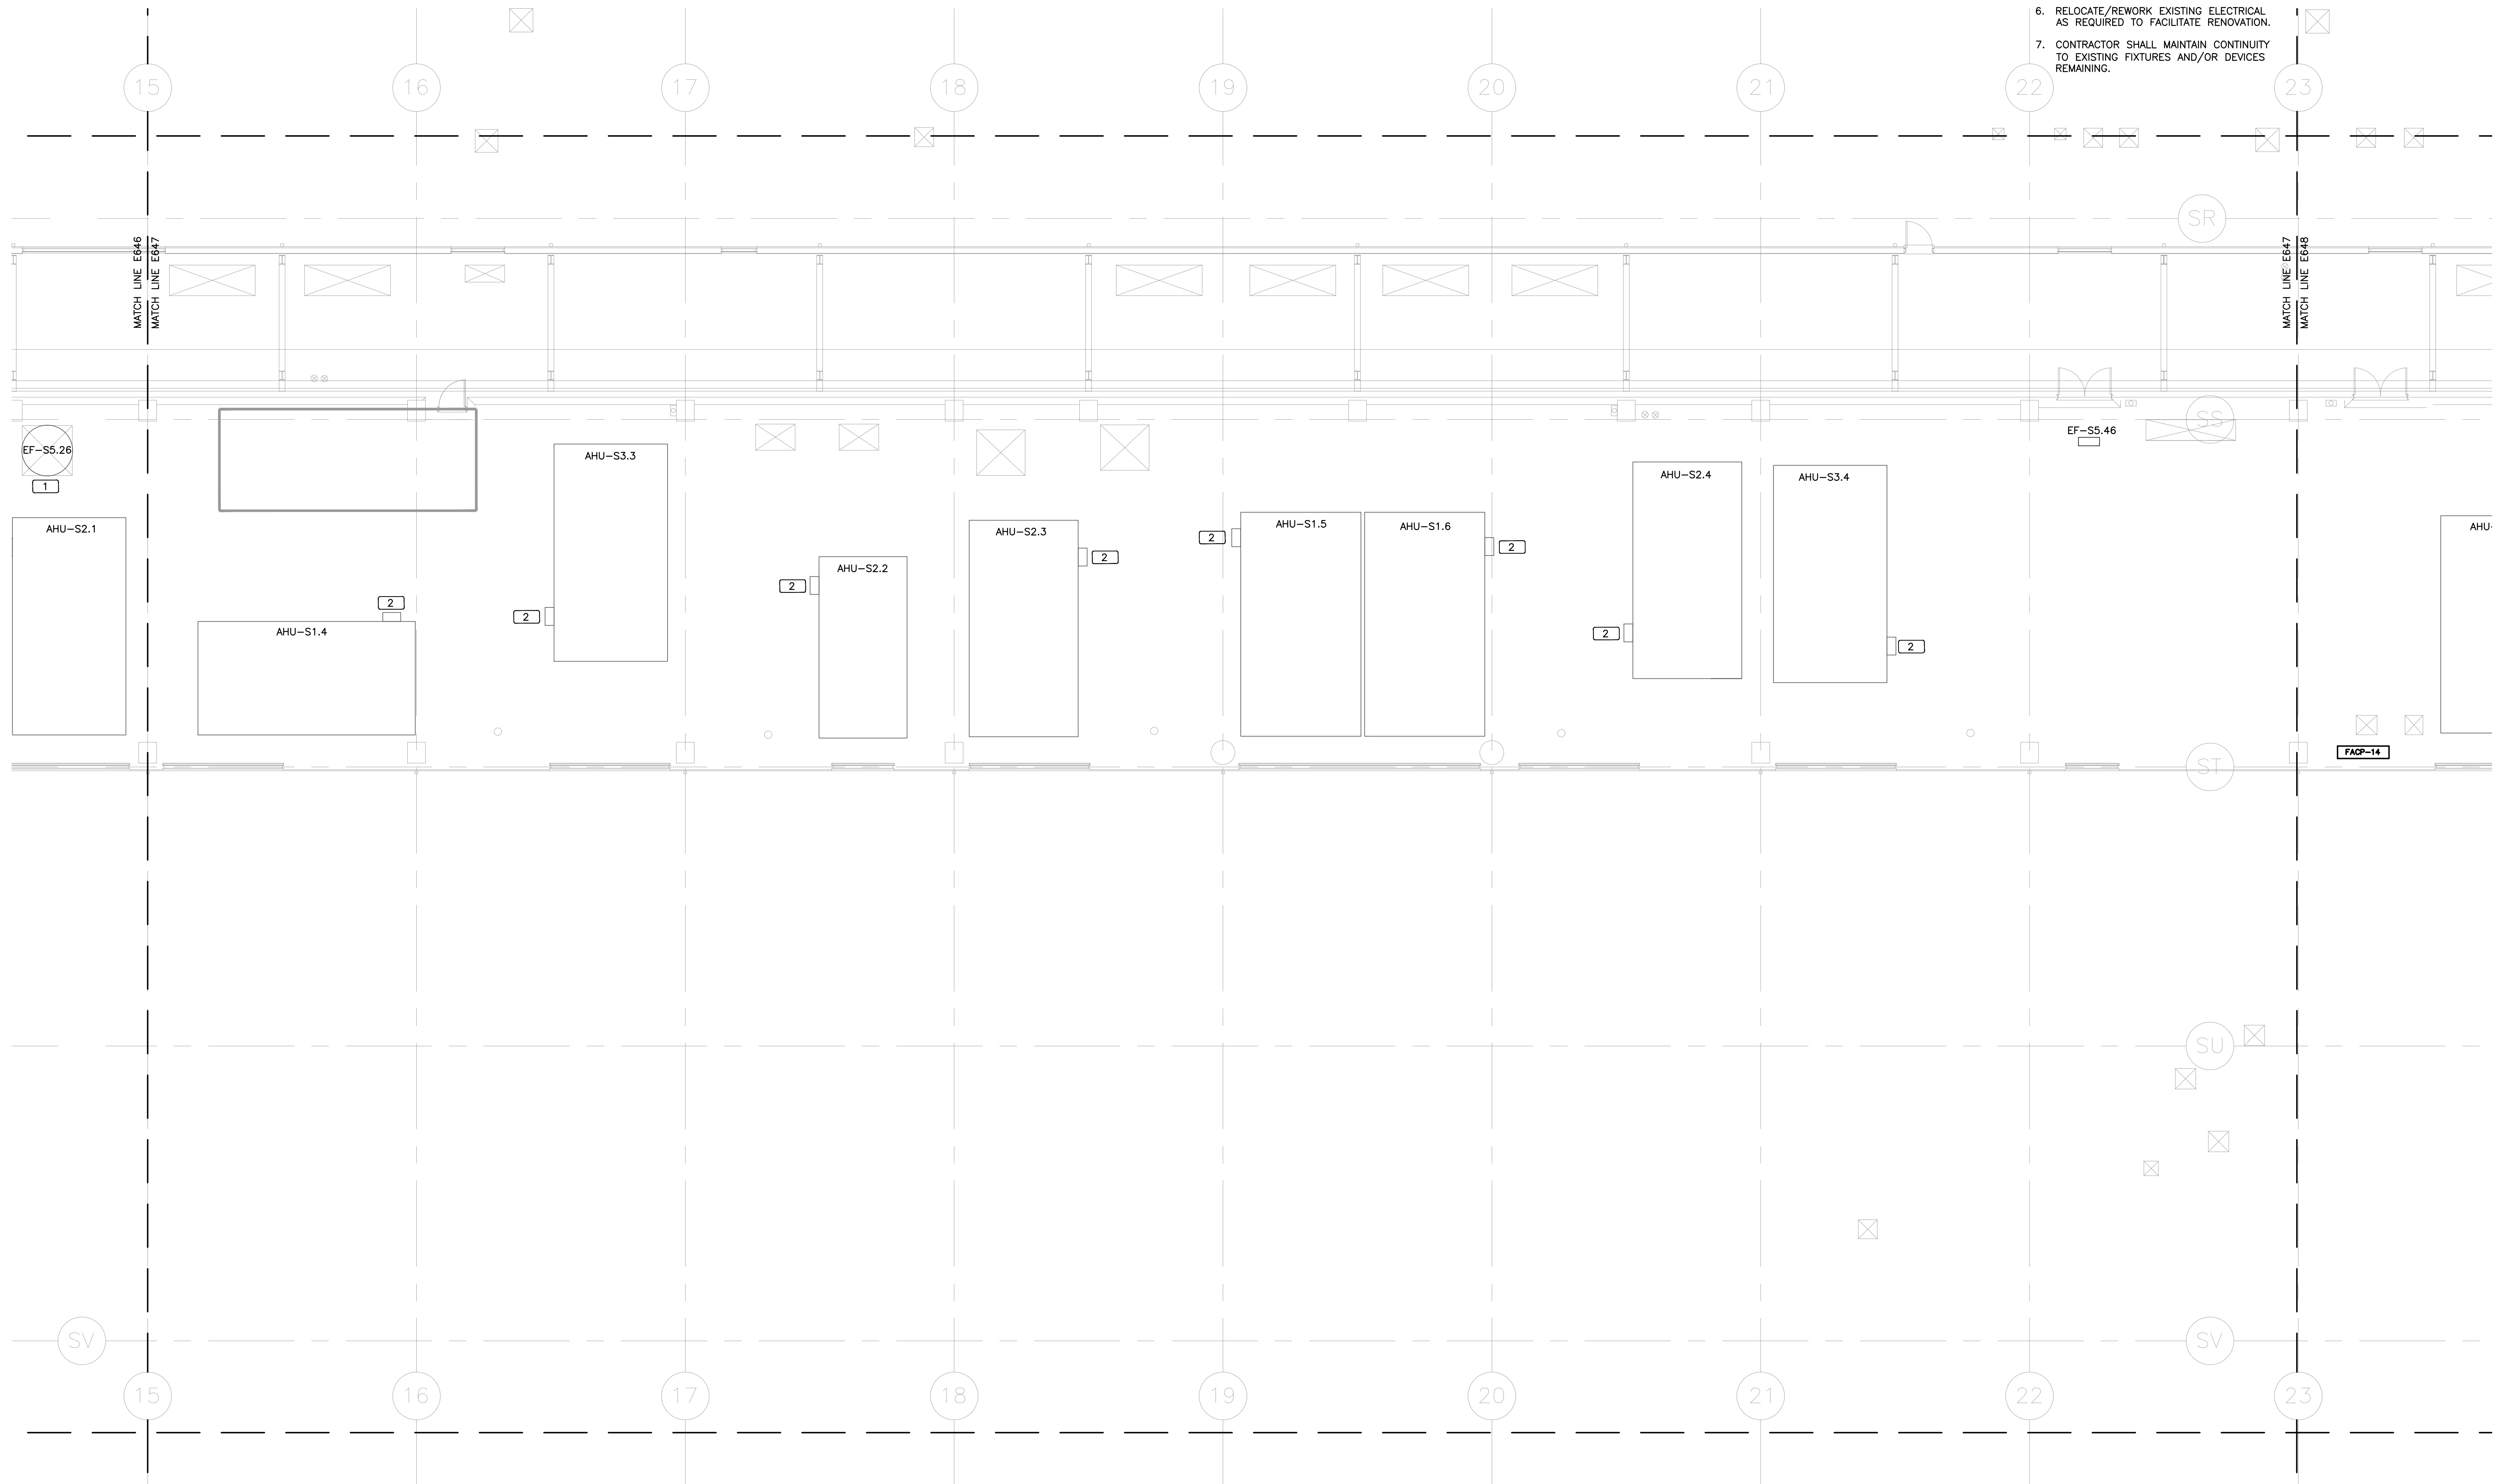 6. RELOCATE/REWORK EXISTING ELECTRICAL
AS REQUIRED TO FACILITATE RENOVATION.
7. CONTRACTOR SHALL MAINTAIN CONTINUITY
TO EXISTING FIXTURES AND/OR DEVICES
REMAINING.
15
16
17
18
19
20
21
22
23
SR
MATCH LINE E646
MATCH LINE E647
MATCH LINE E647
MATCH LINE E648
SS
EF-S5.26
EF-S5.46
1
AHU-S3.3
AHU-S2.4
AHU-S3.4
AHU-S2.1
AHU-S2.3
AHU-S1.5
AHU-S1.6
AHU-
2
2
2
AHU-S2.2
2
2
2
AHU-S1.4
2
2
FACP-14
ST
SU
SV
SV
15
16
17
18
19
20
21
22
23